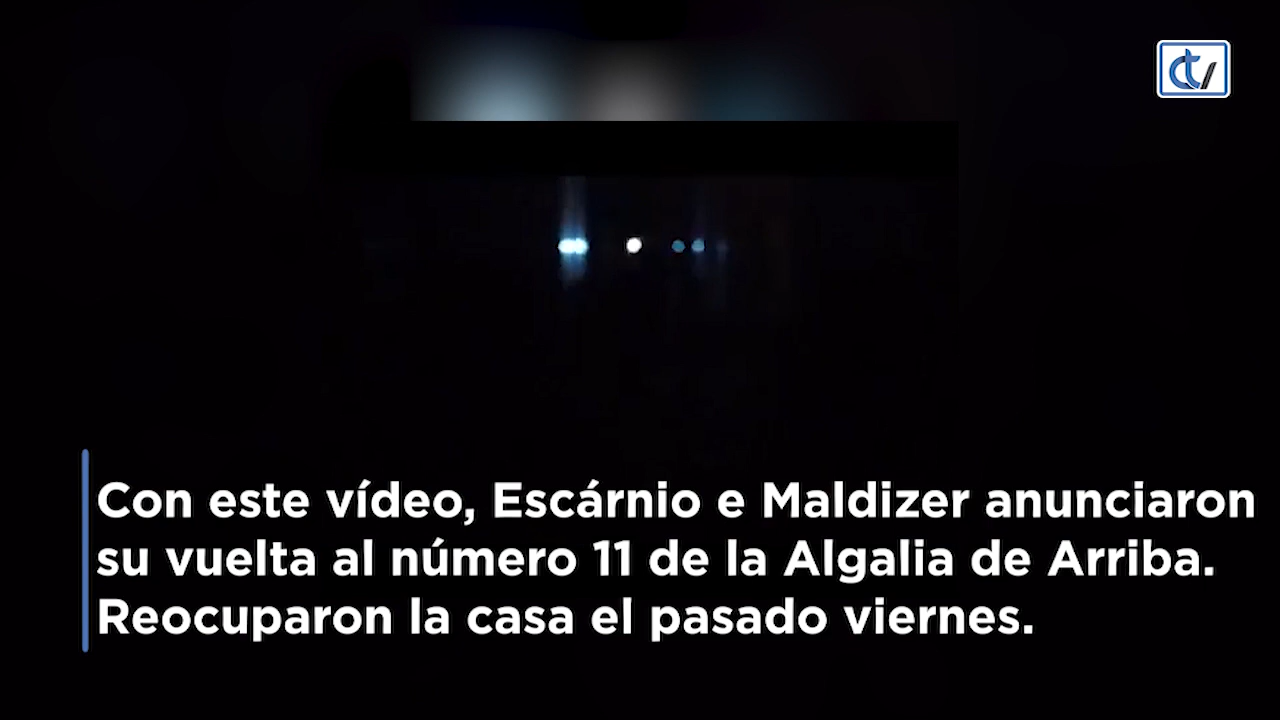 Con este vídeo, Escárnio e Maldizer anunciaron
su vuelta al número 11 de la Algalia de Arriba.
Reocuparon la casa el pasado viernes.